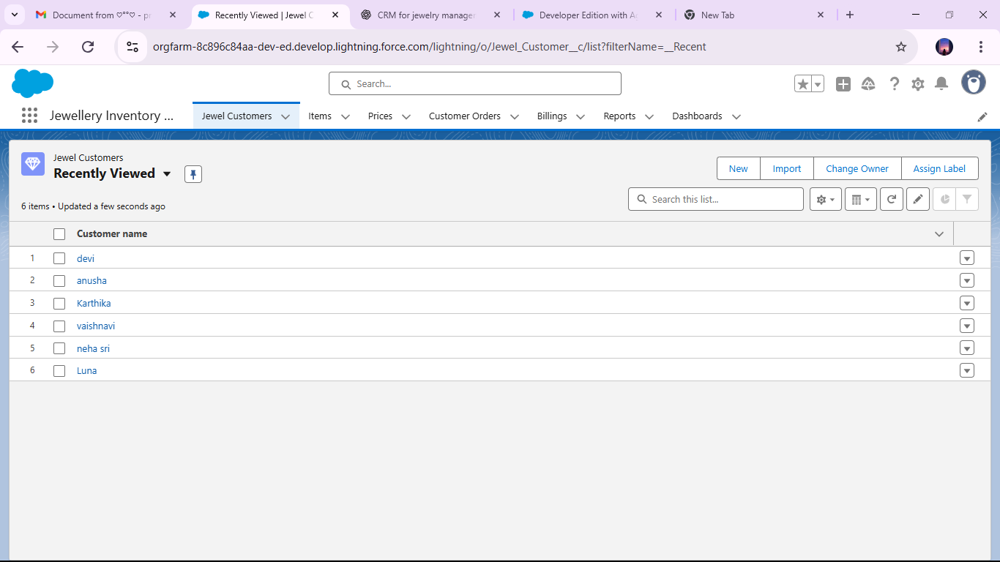 Document from ♡°°♡ - pr
Recently Viewed | Jewel C
CRM for jewelry manager
Developer Edition with Ag
New Tab
orgfarm-8c896c84aa-dev-ed.develop.lightning.force.com/lightning/o/Jewel_Customer__c/list?filterName=__Recent
Search...
Jewellery Inventory ...
Jewel Customers
Items
Prices
Customer Orders
Billings
Reports
Dashboards
Jewel Customers
Recently Viewed
New
Import
Change Owner
Assign Label
6 items • Updated a few seconds ago
Search this list...
Customer name
1 devi
2 anusha
3 Karthika
4 vaishnavi
5 neha sri
6 Luna